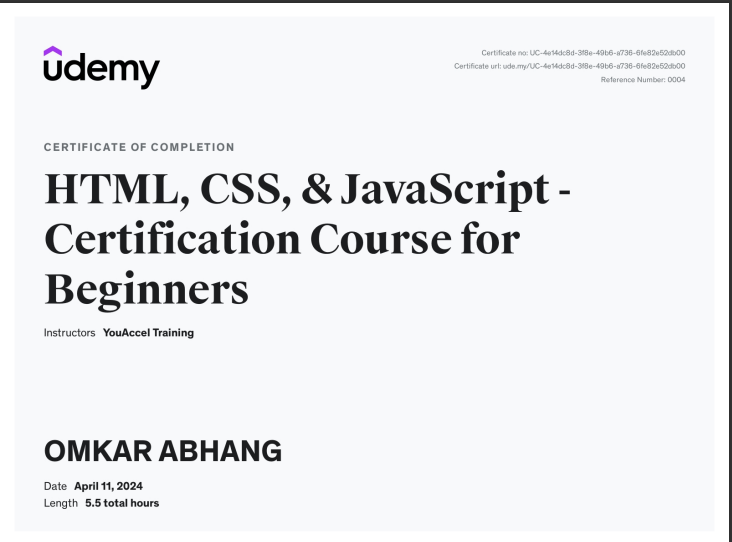 udemy
Certificate no: UC-4e14dc8d-3f8e-49b6-a736-6fe82e52db00
Certificate url: ude.my/UC-4e14dc8d-3f8e-49b6-a736-6fe82e52db00
Reference Number: 0004
CERTIFICATE OF COMPLETION
HTML, CSS, & JavaScript -
Certification Course for
Beginners
Instructors YouAccel Training
OMKAR ABHANG
Date April 11, 2024
Length 5.5 total hours